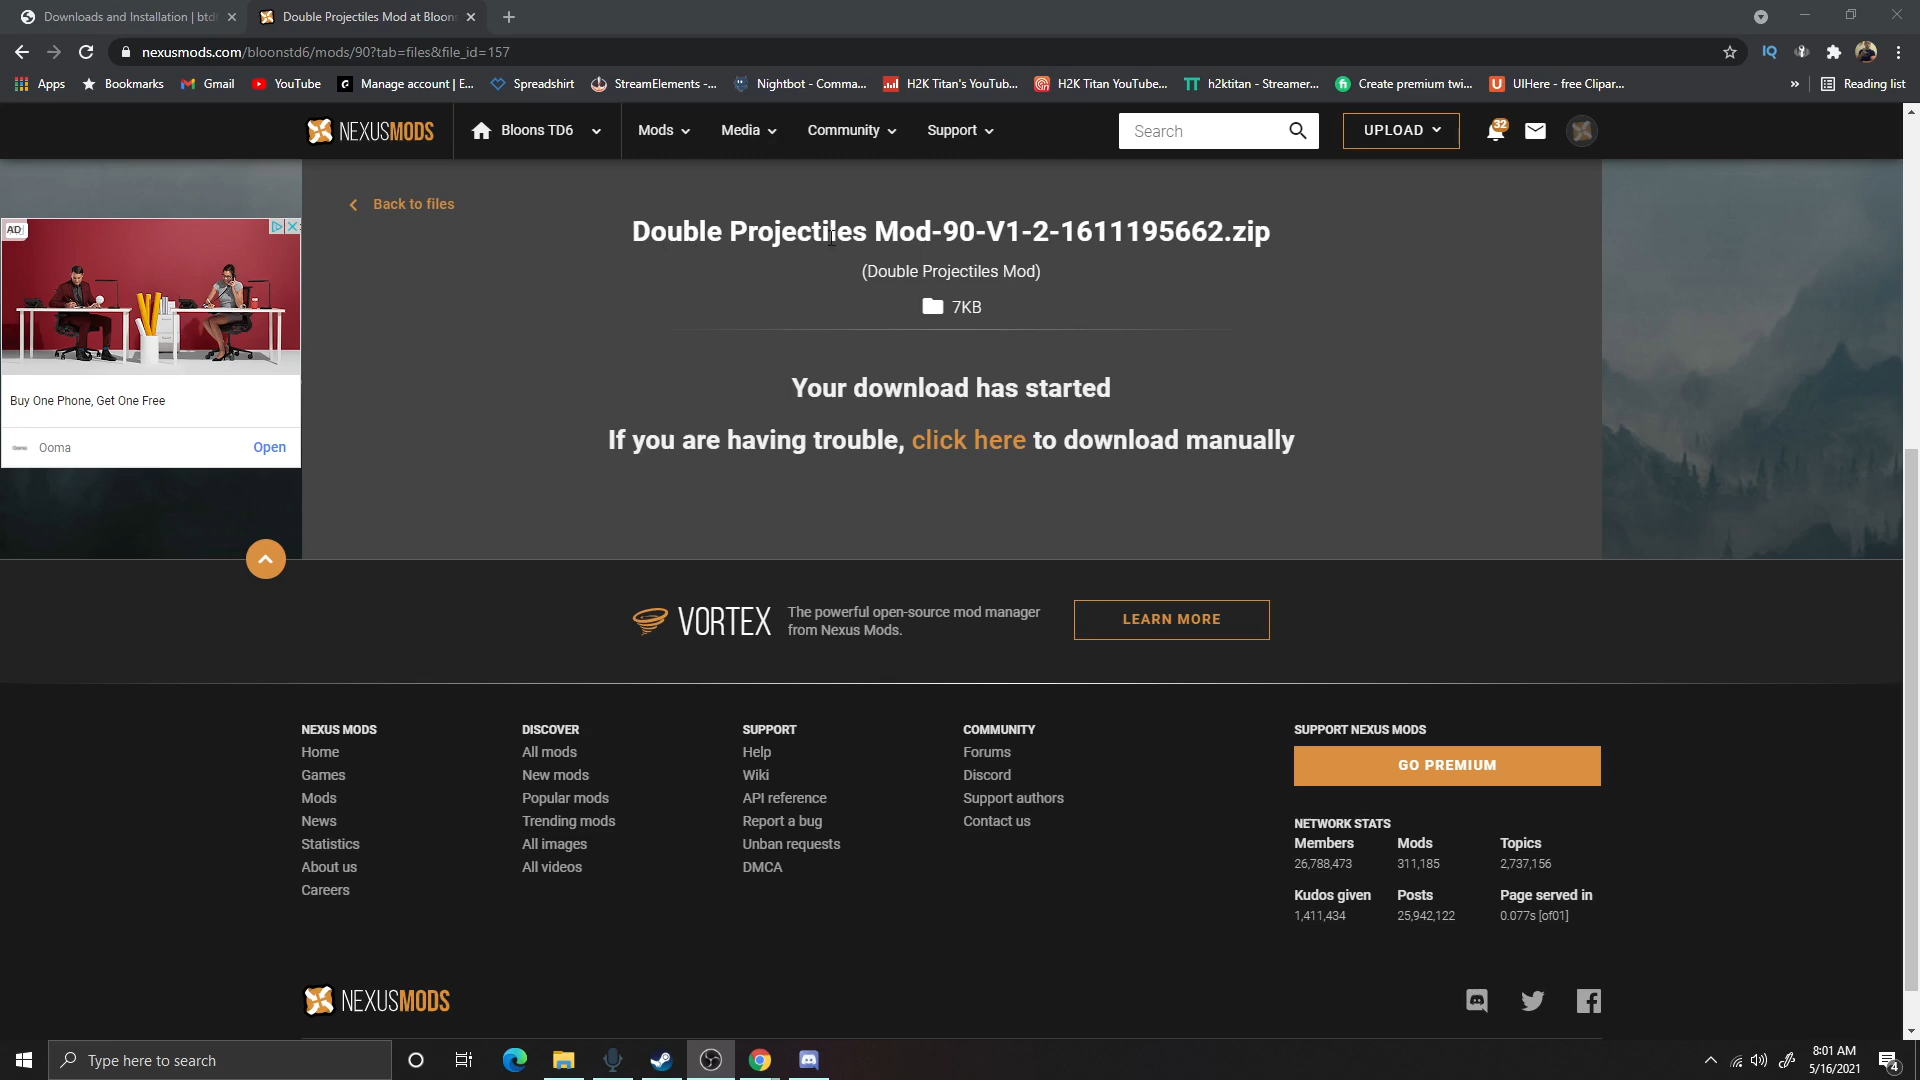 Downloads and Installation | btd
Double Projectiles Mod at Bloons
nexusmods.com/bloonstd6/mods/90?tab=files&file_id=157
Apps
Bookmarks
Gmail
YouTube
Manage account | E...
Spreadshirt
StreamElements -...
Nightbot - Comma...
H2K Titan's YouTub...
H2K Titan YouTube...
h2ktitan - Streamer...
Create premium twi...
UIHere - free Clipar...
»
Reading list
NEXUSMODS
Bloons TD6
Mods
Media
Community
Support
Search
UPLOAD
32
Back to files
Double Projectiles Mod-90-V1-2-1611195662.zip
(Double Projectiles Mod)
7KB
Your download has started
If you are having trouble, click here to download manually
AD
Buy One Phone, Get One Free
Ooma
Open
VORTEX
The powerful open-source mod manager
from Nexus Mods.
LEARN MORE
NEXUS MODS
Home
Games
Mods
News
Statistics
About us
Careers
DISCOVER
All mods
New mods
Popular mods
Trending mods
All images
All videos
SUPPORT
Help
Wiki
API reference
Report a bug
Unban requests
DMCA
COMMUNITY
Forums
Discord
Support authors
Contact us
SUPPORT NEXUS MODS
GO PREMIUM
NETWORK STATS
Members Mods Topics
26,788,473 311,185 2,737,156
Kudos given Posts Page served in
1,411,434 25,942,122 0.077s [of01]
NEXUSMODS
Type here to search
8:01 AM
5/16/2021
4